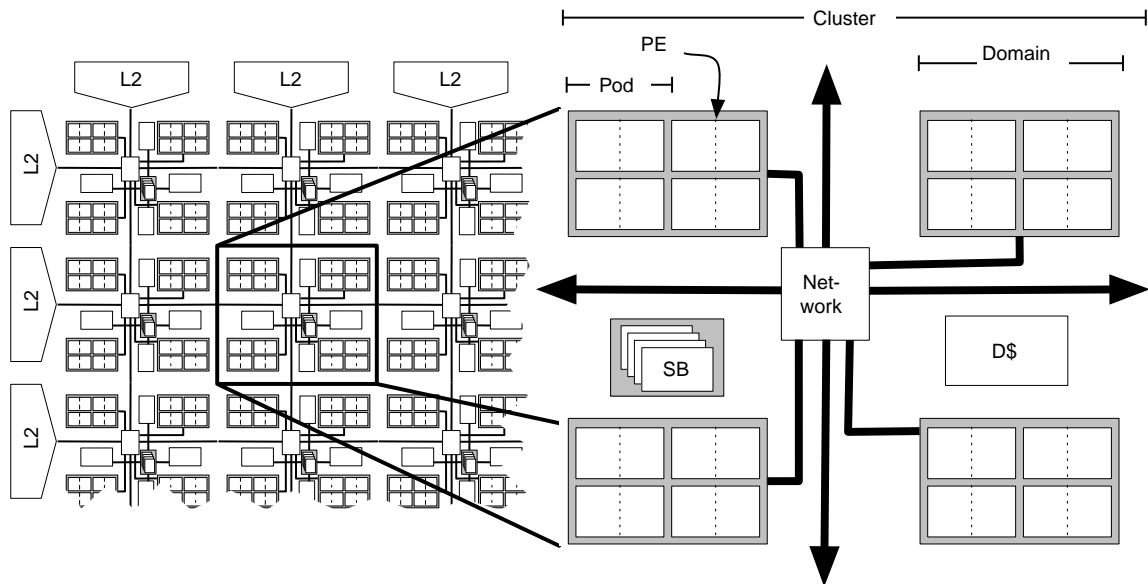 Cluster
PE
Domain
Pod
L2
L2
L2
L2
L2
L2
Net-
work
SB
D$